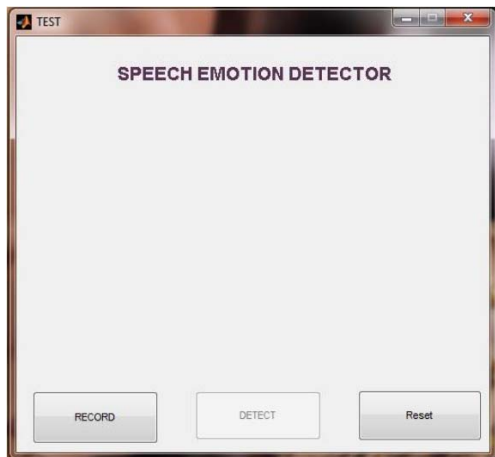 TEST
SPEECH EMOTION DETECTOR
RECORD
DETECT
Reset